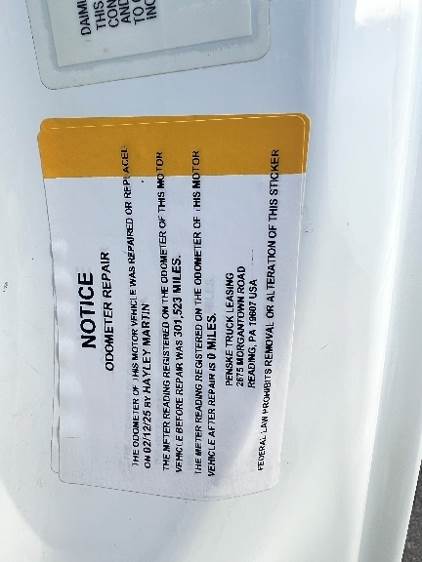 DAIML
THIS
CON
AND
TO
INC
NOTICE
ODOMETER REPAIR
THE ODOMETER OF THIS MOTOR VEHICLE WAS REPAIRED OR REPLACED
ON 02/12/25 BY HAYLEY MARTIN
THE METER READING REGISTERED ON THE ODOMETER OF THIS MOTOR
VEHICLE BEFORE REPAIR WAS 301,523 MILES.
THE METER READING REGISTERED ON THE ODOMETER OF THIS MOTOR
VEHICLE AFTER REPAIR IS 0 MILES.
PENSKE TRUCK LEASING
2675 MORGANTOWN ROAD
READING, PA 19607 USA
FEDERAL LAW PROHIBITS REMOVAL OR ALTERATION OF THIS STICKER